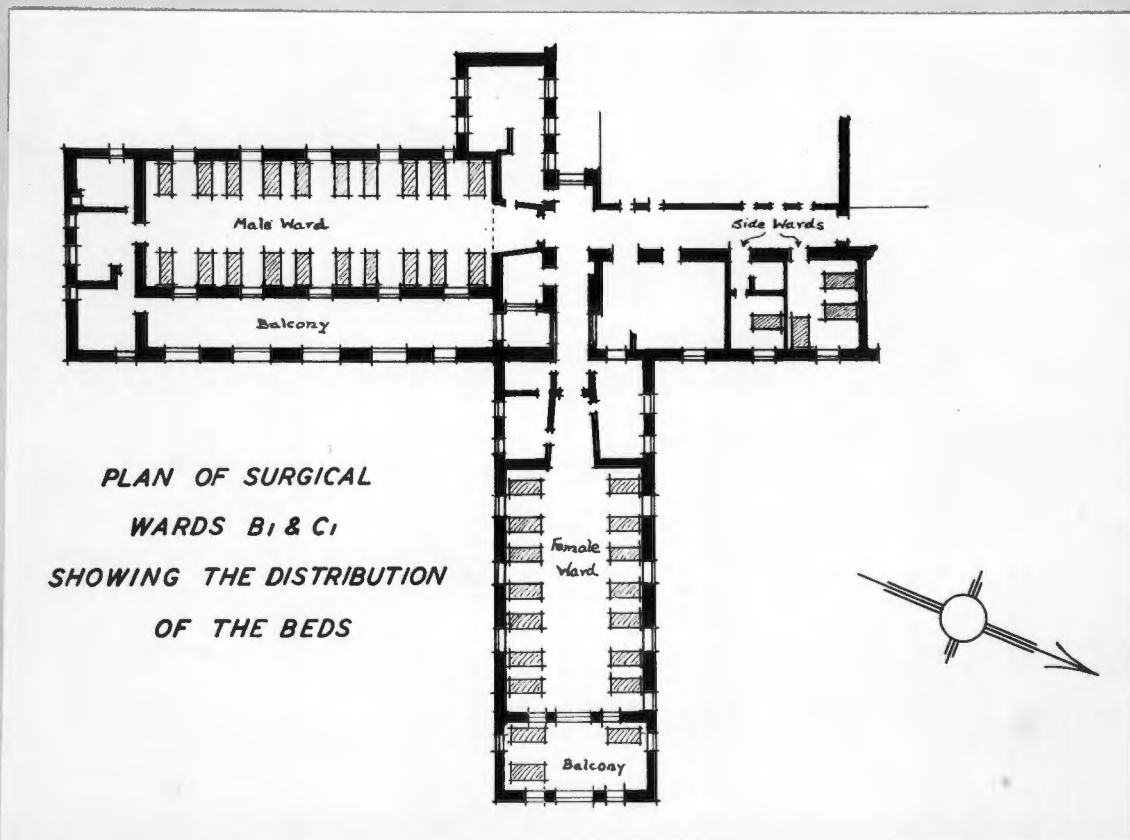 Side Wards
Male Ward
Balcony
PLAN OF SURGICAL
WARDS B1 & C1
SHOWING THE DISTRIBUTION
OF THE BEDS
Female
Ward
Balcony